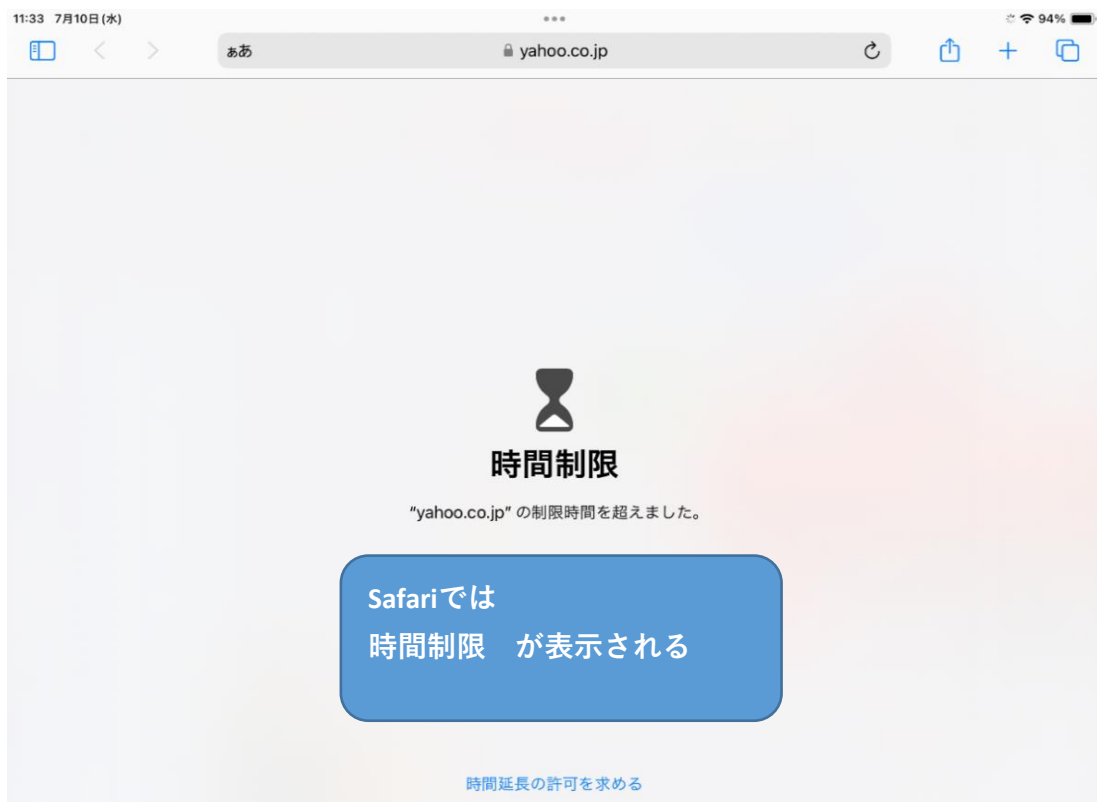 11:33 7月10日(水)
94%
ぁあ
yahoo.co.jp
時間制限
"yahoo.co.jp" の制限時間を超えました。
Safariでは
時間制限　が表示される
時間延長の許可を求める